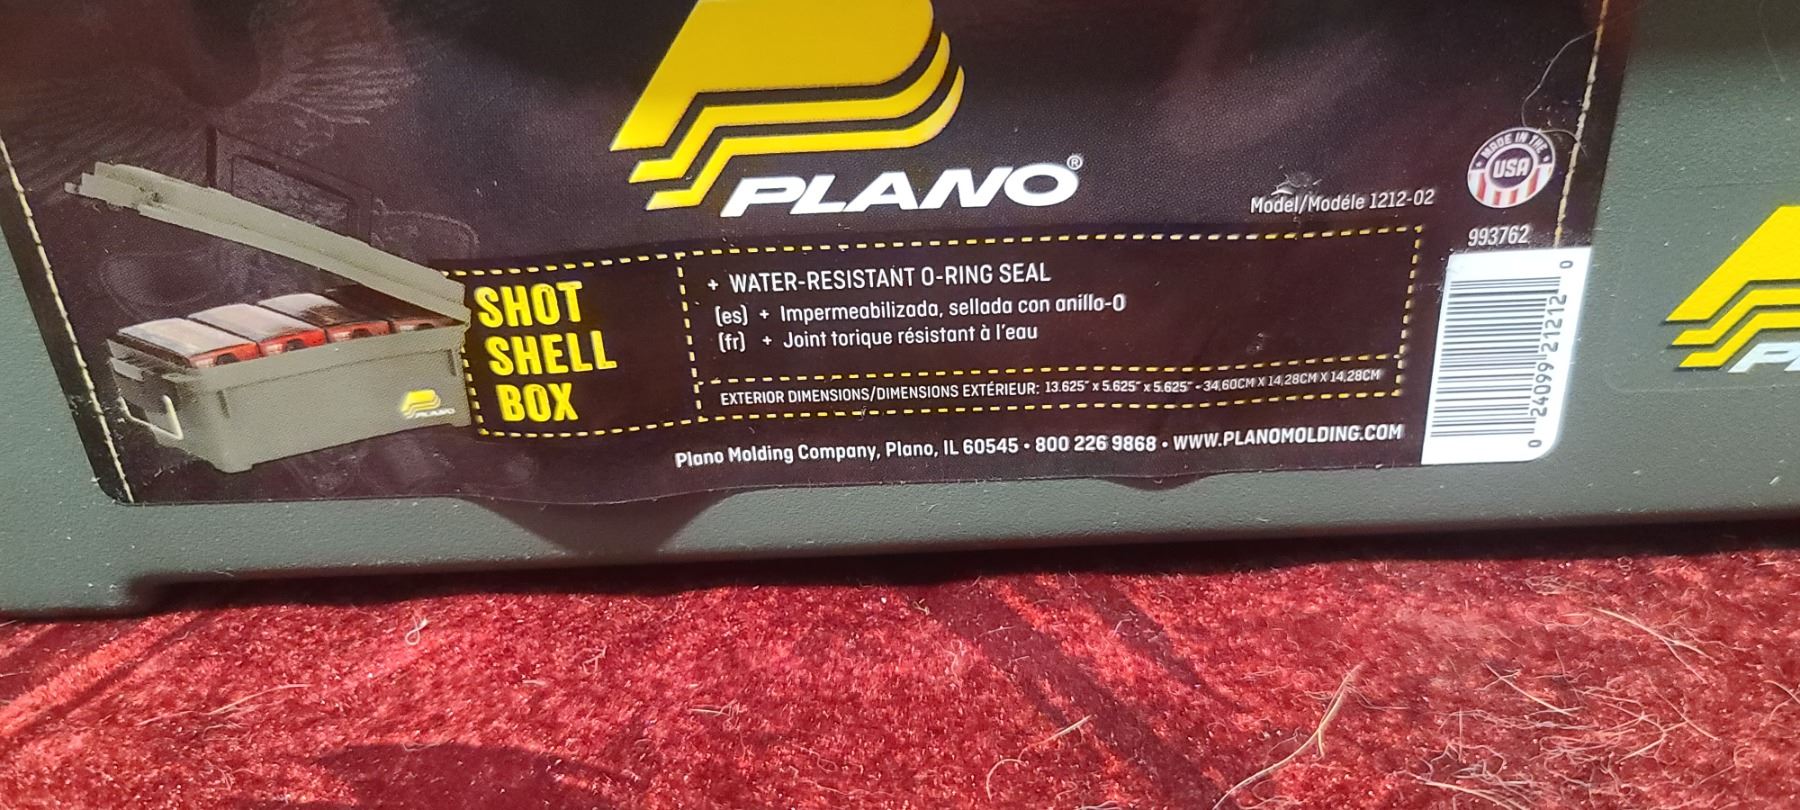 PLANO®
Model/Modéle 1212-02
MADE IN THE
USA
993762
SHOT
SHELL
BOX
+ WATER-RESISTANT O-RING SEAL
(es) + Impermeabilizada, sellada con anillo-O
(fr) + Joint torique résistant à l'eau
EXTERIOR DIMENSIONS/DIMENSIONS EXTÉRIEUR: 13.625" x 5.625" x 5.625" - 34,60CM X 14,28CM X 14,28CM
Plano Molding Company, Plano, IL 60545 • 800 226 9868 • WWW.PLANOMOLDING.COM
0 24099 21212 0
PLANO